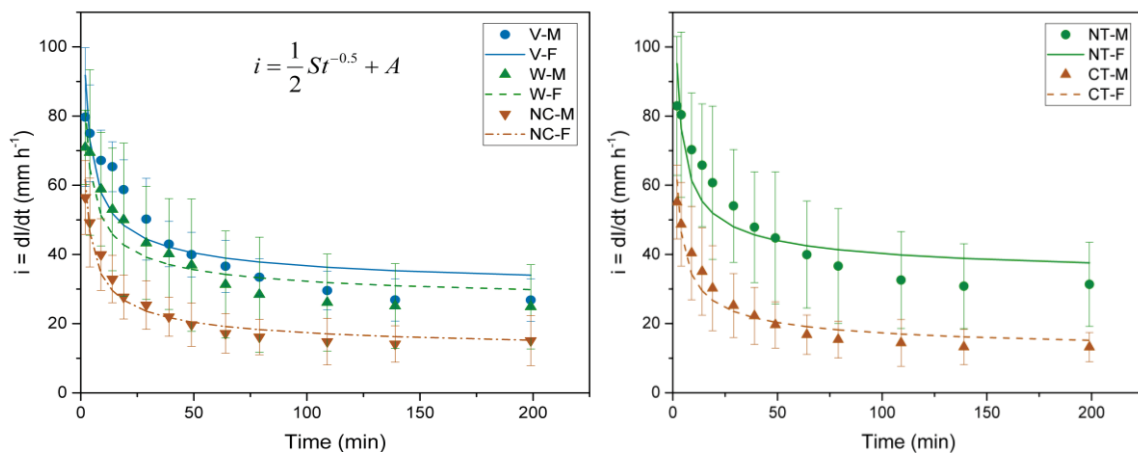 100
80
60
40
20
0
i = dI/dt (mm h⁻¹)
0
50
100
150
200
Time (min)
i = 1/2 St^{-0.5} + A
V-M
V-F
W-M
W-F
NC-M
NC-F
100
80
60
40
20
0
i = dI/dt (mm h⁻¹)
0
50
100
150
200
Time (min)
NT-M
NT-F
CT-M
CT-F